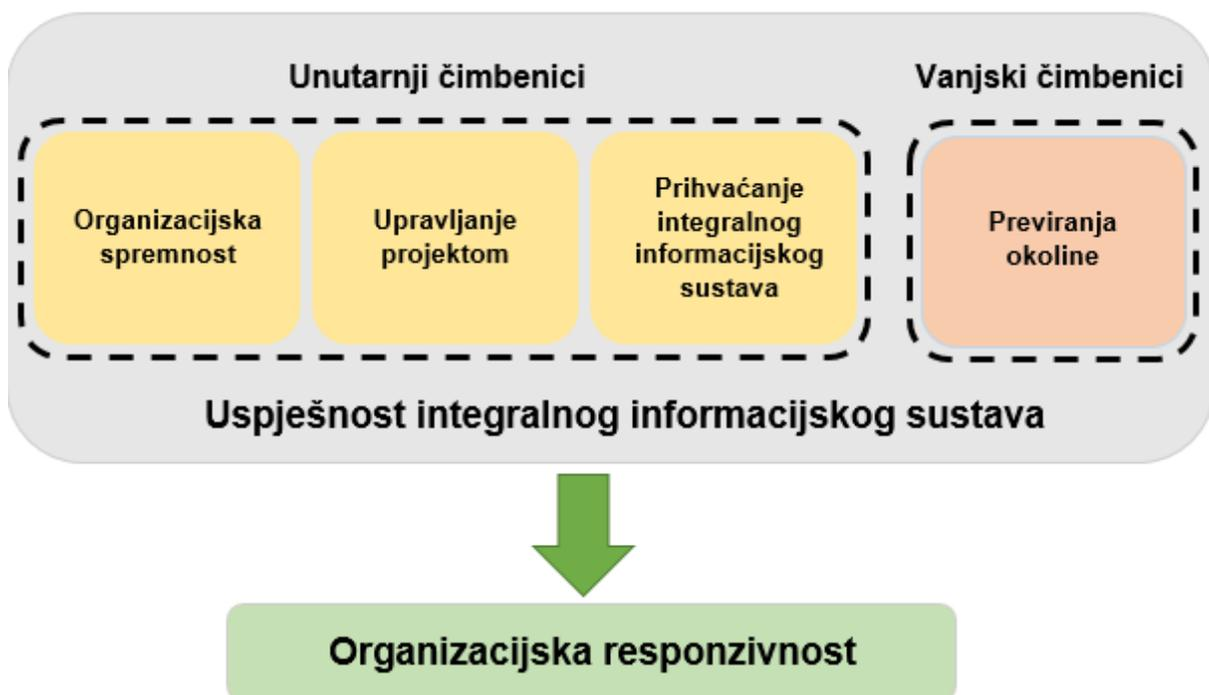 Unutarnji čimbenici
Vanjski čimbenici
Organizacijska
spremnost
Upravljanje
projektom
Prihvaćanje
integralnog
informacijskog
sustava
Previranja
okoline
Uspješnost integralnog informacijskog sustava
Organizacijska responzivnost